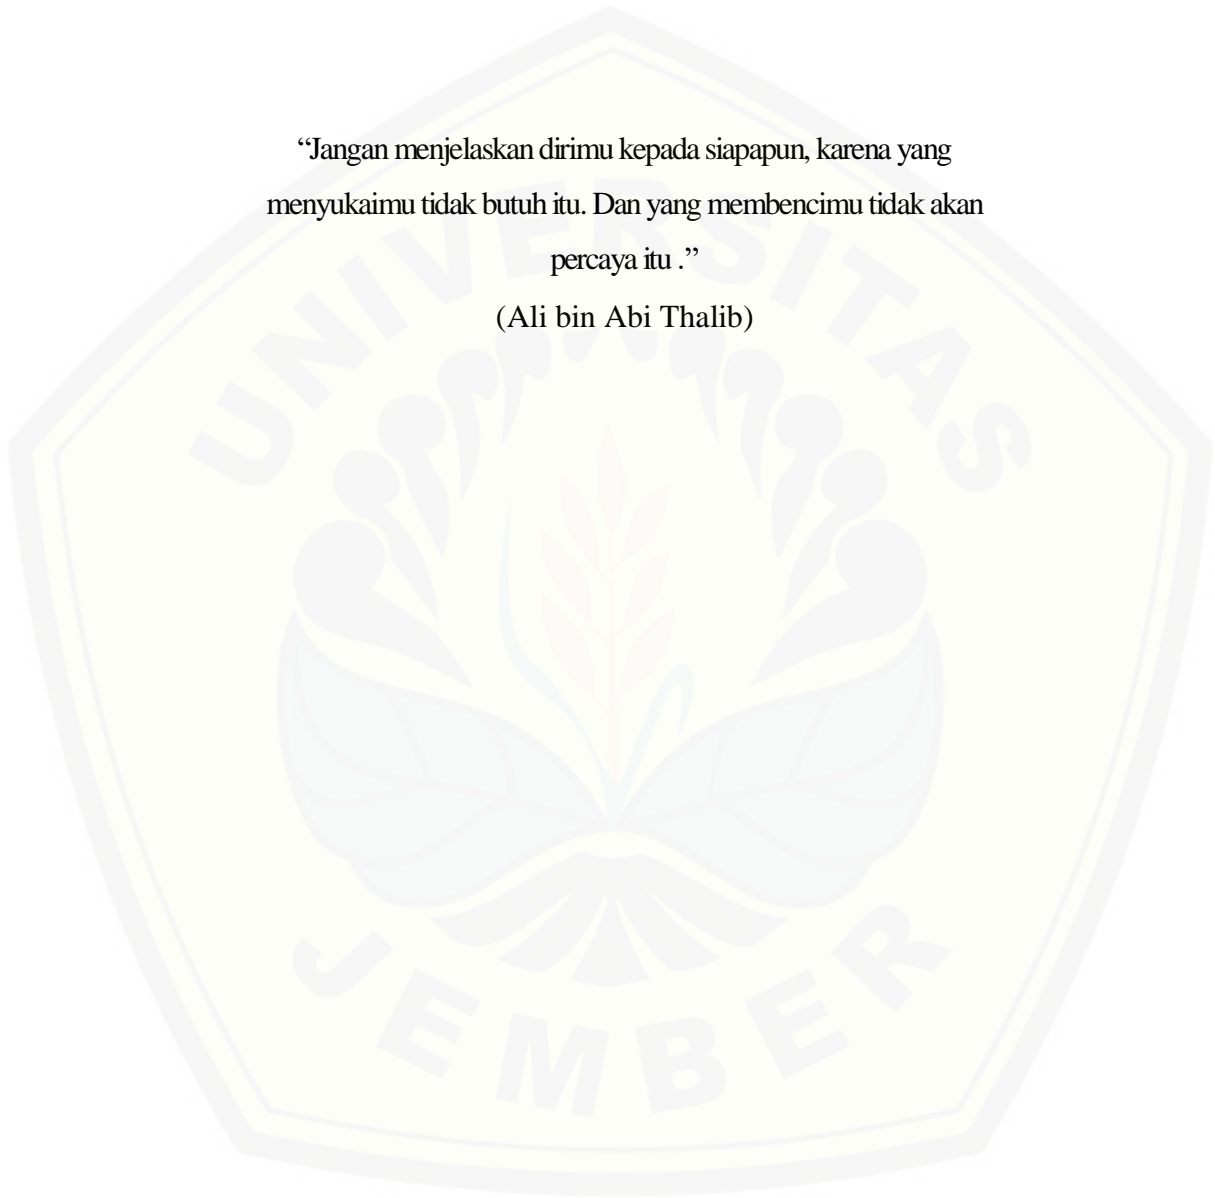 “Jangan menjelaskan dirimu kepada siapapun, karena yang
menyukaimu tidak butuh itu. Dan yang membencimu tidak akan
percaya itu .”
(Ali bin Abi Thalib)
UNIVERSITAS
JEMBER